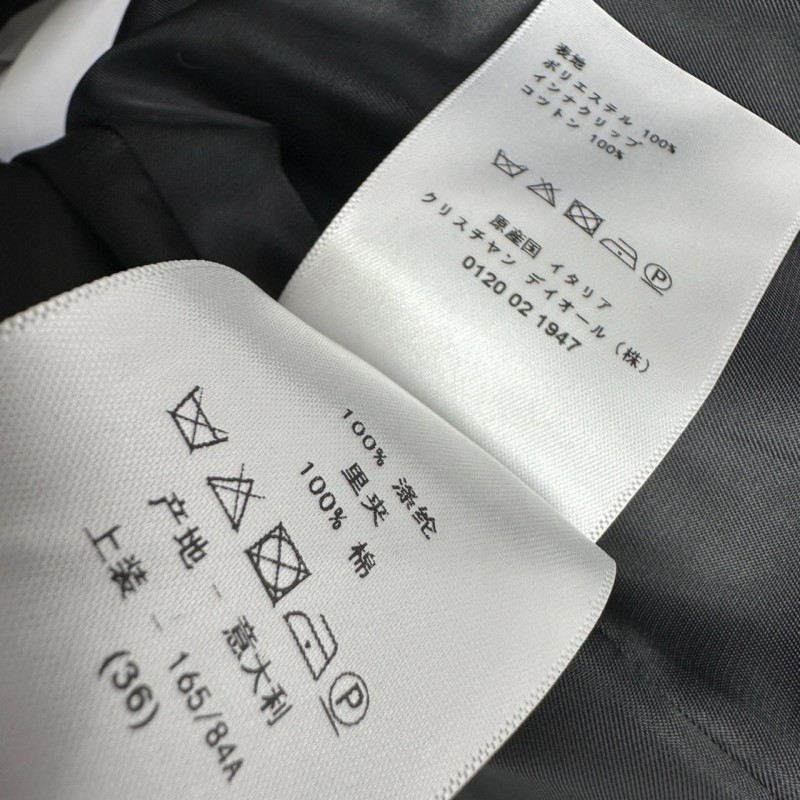 表地
ポリエステル 100%
インナクリップ
コットン 100%
原産国 イタリア
クリスチャン デイオール (株)
0120 02 1947
100% 涤纶
里夹
100% 棉
P
P
产地 - 意大利
上装 - 165/84A
(36)